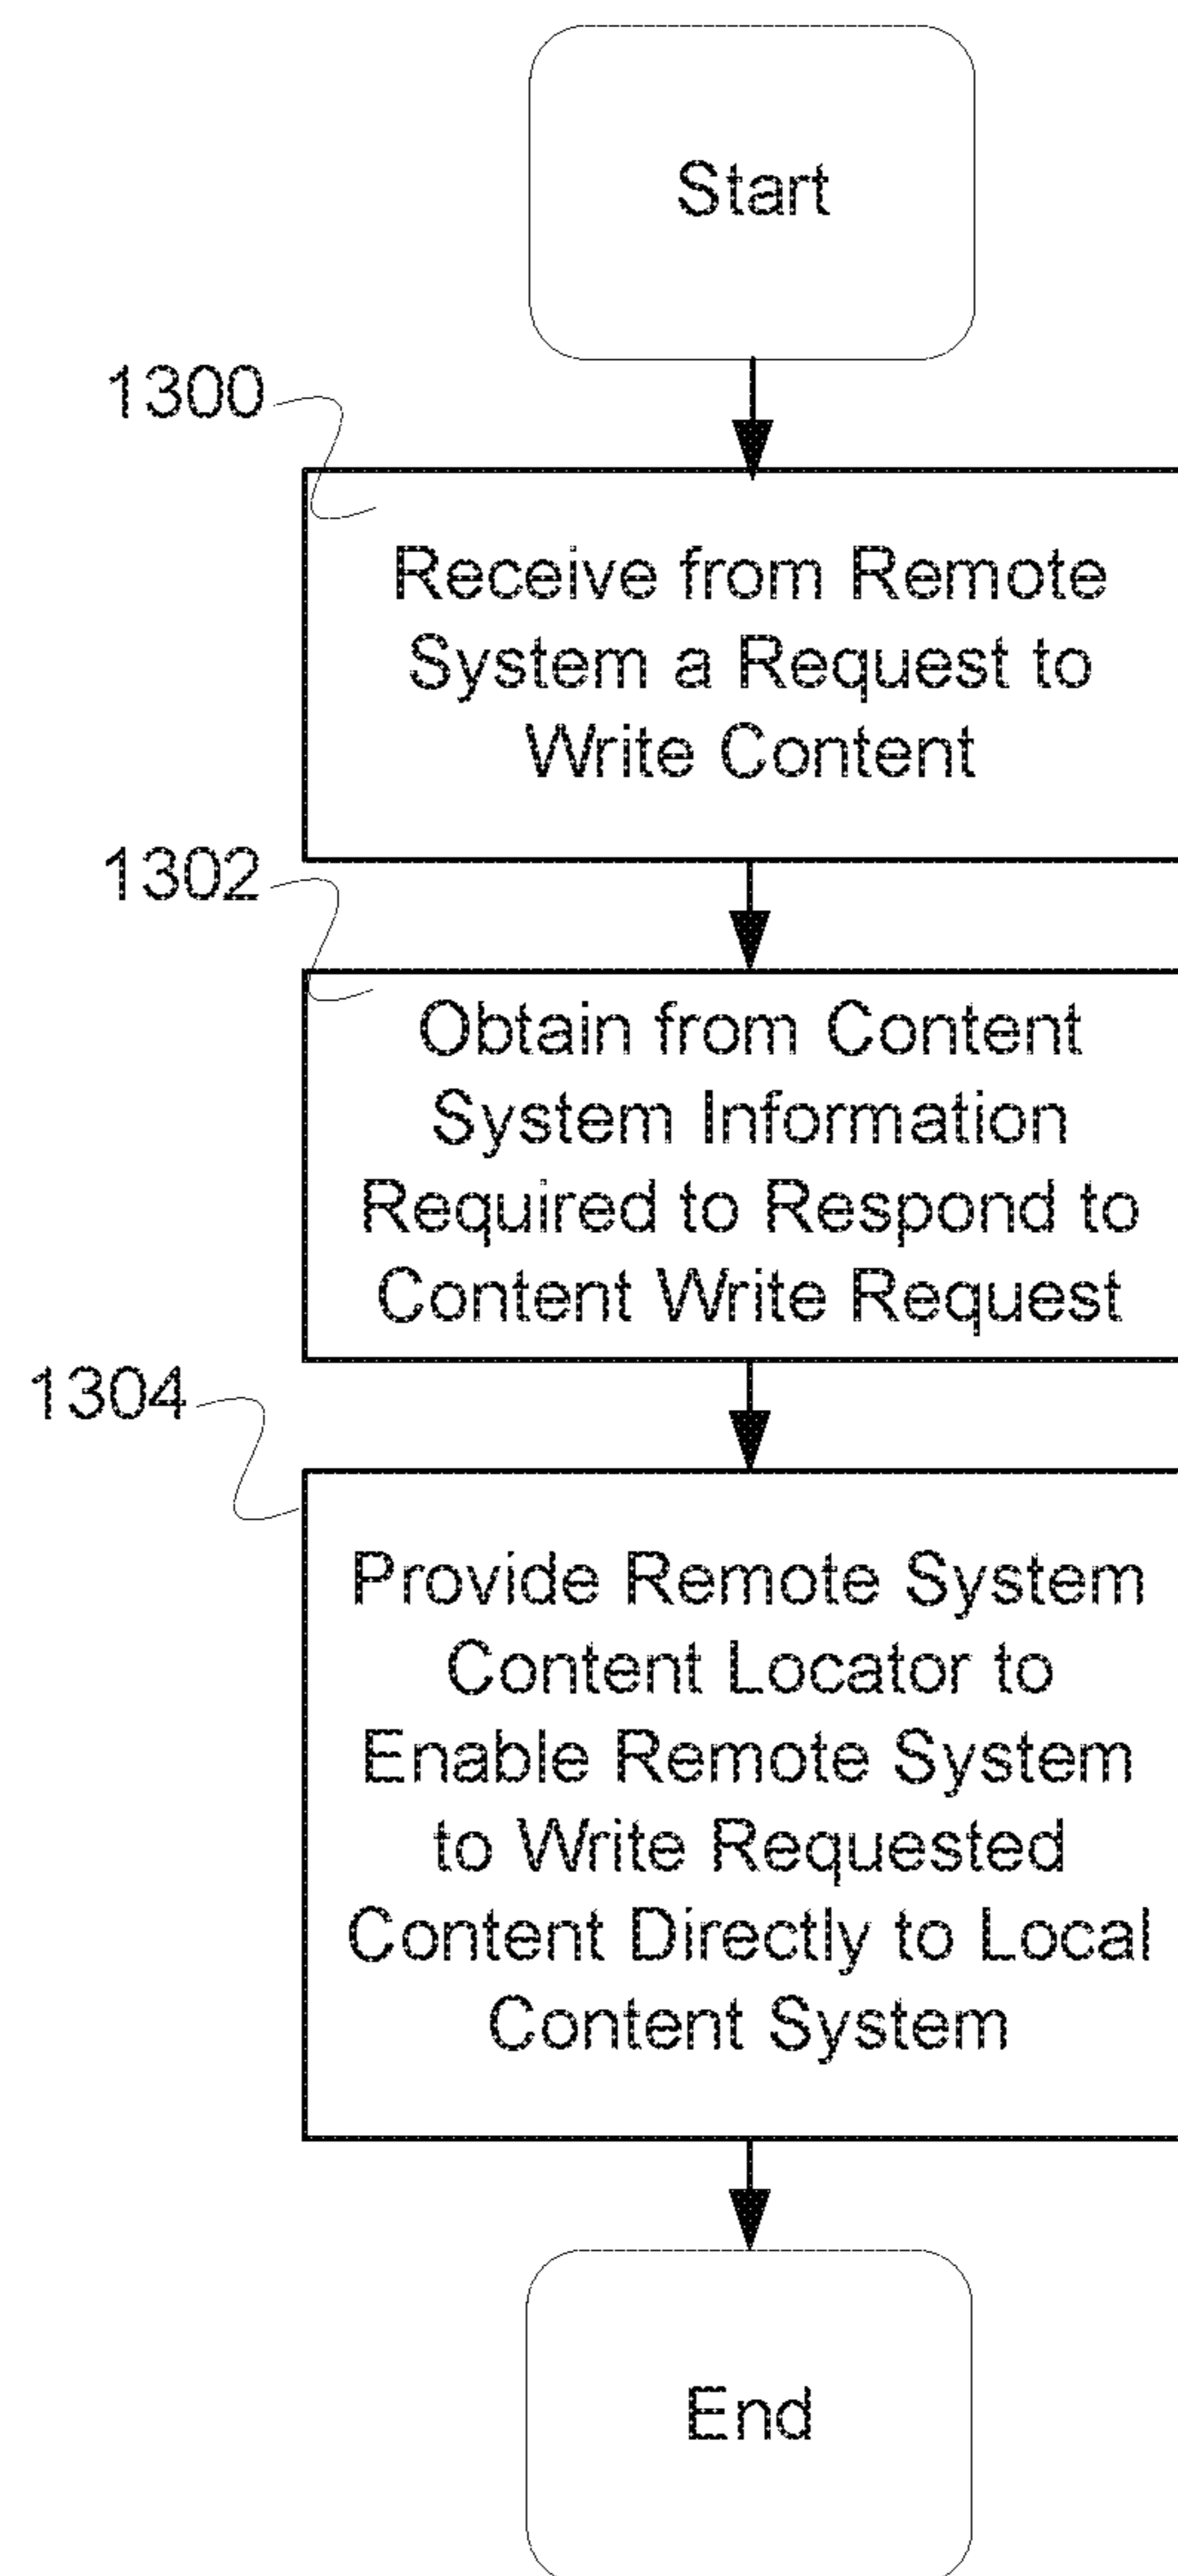 Start
1300
Receive from Remote
System a Request to
Write Content
1302
Obtain from Content
System Information
Required to Respond to
Content Write Request
1304
Provide Remote System
Content Locator to
Enable Remote System
to Write Requested
Content Directly to Local
Content System
End